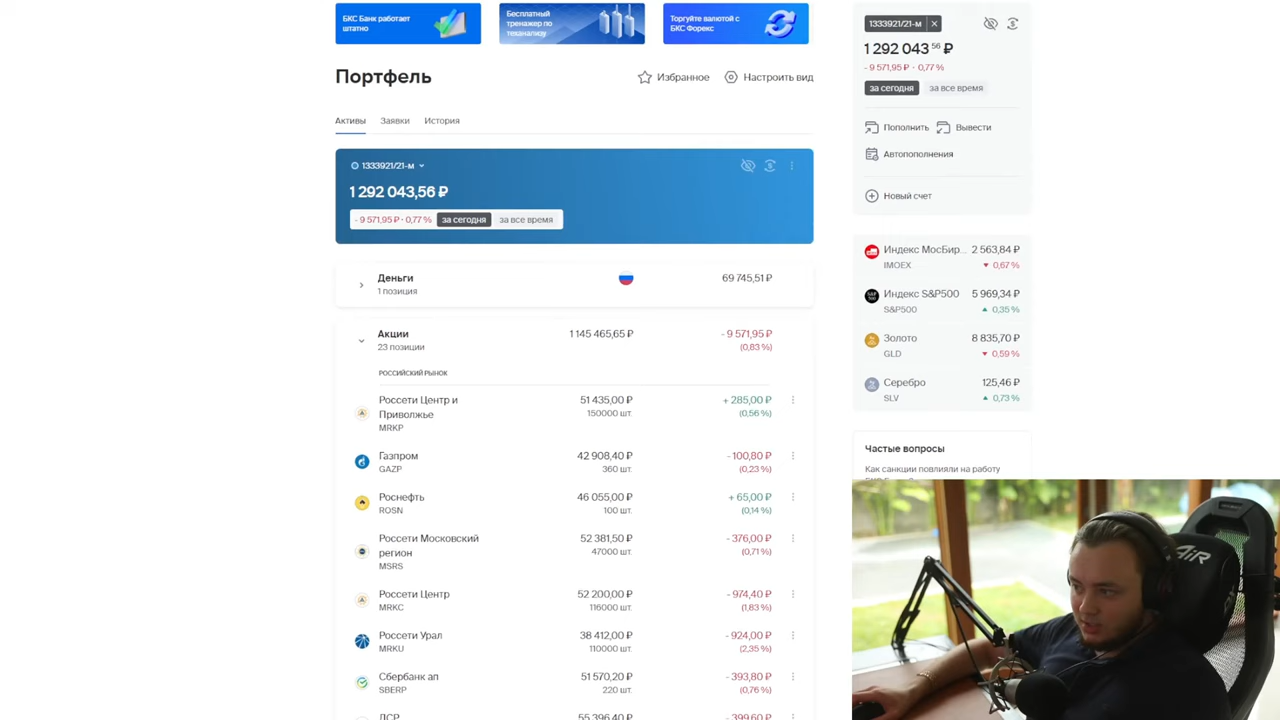 БКС Банк работает
штатно
Бесплатный
тренажер по
теханализу
Торгуйте валютой с
БКС Форекс
Портфель
Избранное
Настроить вид
Активы
Заявки
История
1333921/21-м
1 292 043,56 ₽
- 9 571,95 ₽ · 0,77 %
за сегодня
за все время
Деньги
69 745,51 ₽
1 позиция
Акции
1 145 465,65 ₽
- 9 571,95 ₽
23 позиции
(0,83 %)
РОССИЙСКИЙ РЫНОК
Россети Центр и
51 435,00 ₽
+ 285,00 ₽
Приволжье
150000 шт.
(0,56 %)
MRKP
Газпром
42 908,40 ₽
- 100,80 ₽
GAZP
360 шт.
(0,23 %)
Роснефть
46 055,00 ₽
+ 65,00 ₽
ROSN
100 шт.
(0,14 %)
Россети Московский
52 381,50 ₽
- 376,00 ₽
регион
47000 шт.
(0,71 %)
MSRS
Россети Центр
52 200,00 ₽
- 974,40 ₽
MRKC
116000 шт.
(1,83 %)
Россети Урал
38 412,00 ₽
- 924,00 ₽
MRKU
110000 шт.
(2,35 %)
Сбербанк ап
51 570,20 ₽
- 393,80 ₽
SBERP
220 шт.
(0,76 %)
ЛСР
55 396,40 ₽
- 399,60 ₽
1333921/21-м
1 292 043 56 ₽
- 9 571,95 ₽ · 0,77 %
за сегодня
за все время
Пополнить
Вывести
Автопополнения
Новый счет
Индекс МосБир...
2 563,84 ₽
IMOEX
0,67 %
Индекс S&P500
5 969,34 ₽
S&P500
0,35 %
Золото
8 835,70 ₽
GLD
0,59 %
Серебро
125,46 ₽
SLV
0,73 %
Частые вопросы
Как санкции повлияли на работу
AIR